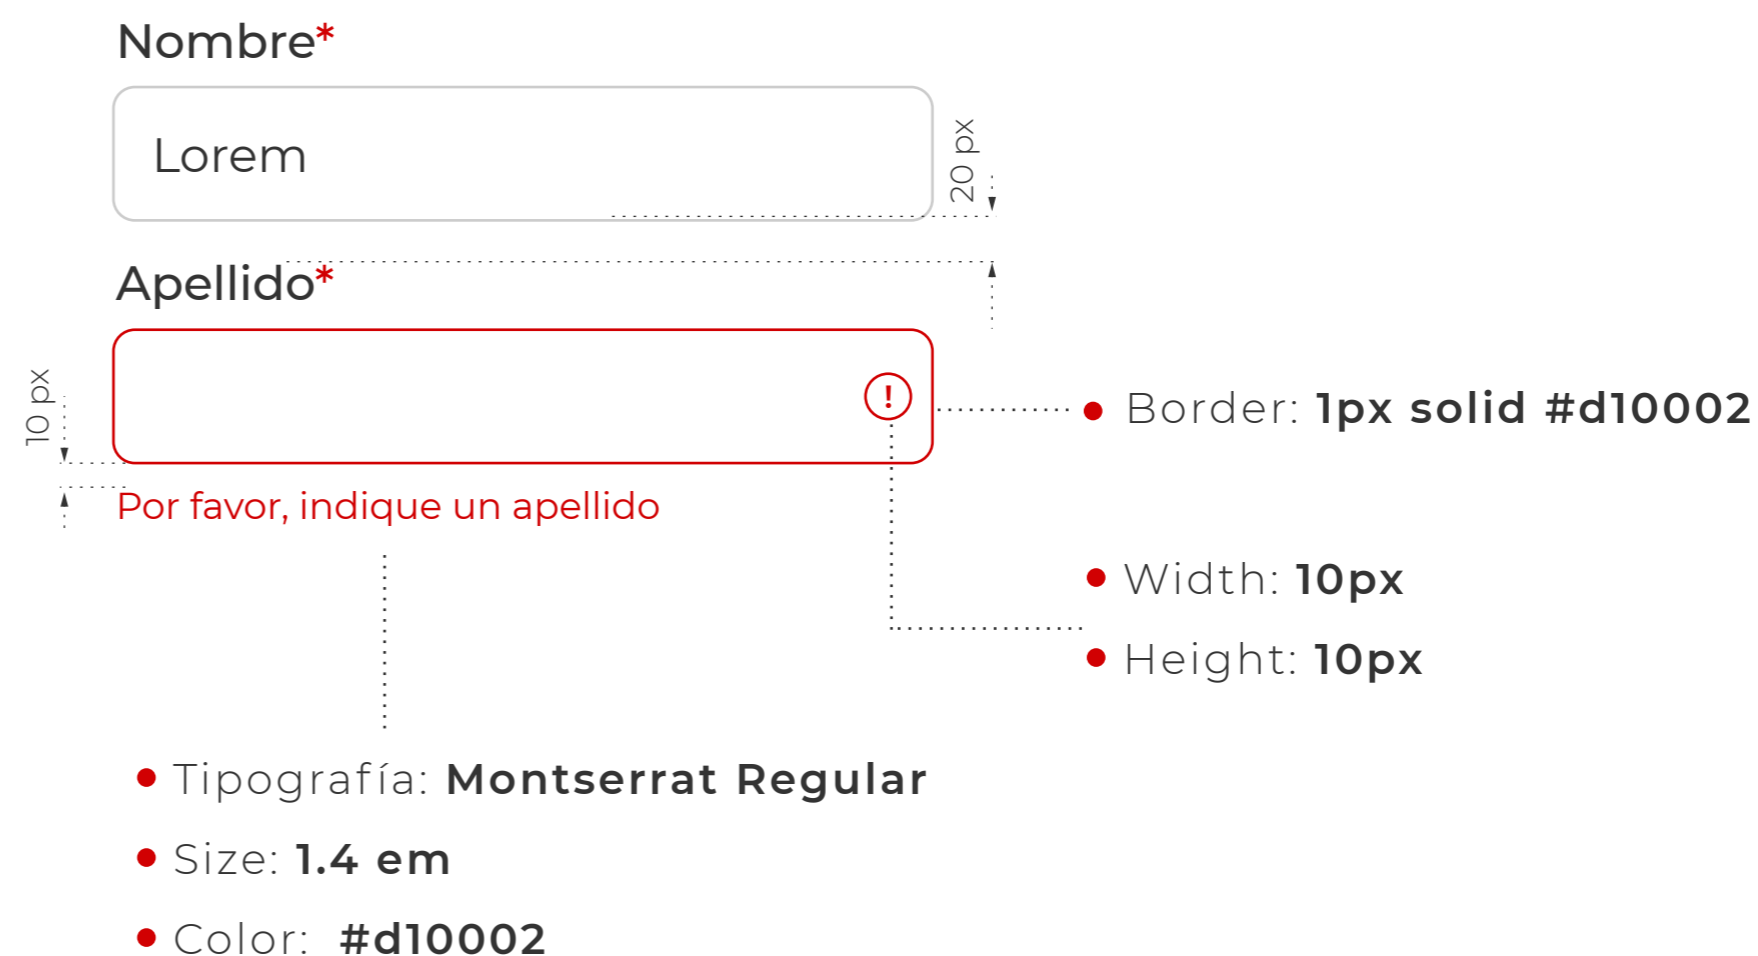 Nombre*
Lorem
20 px
Apellido*
!
10 px
Border: 1px solid #d10002
Por favor, indique un apellido
Width: 10px
Height: 10px
Tipografía: Montserrat Regular
Size: 1.4 em
Color: #d10002